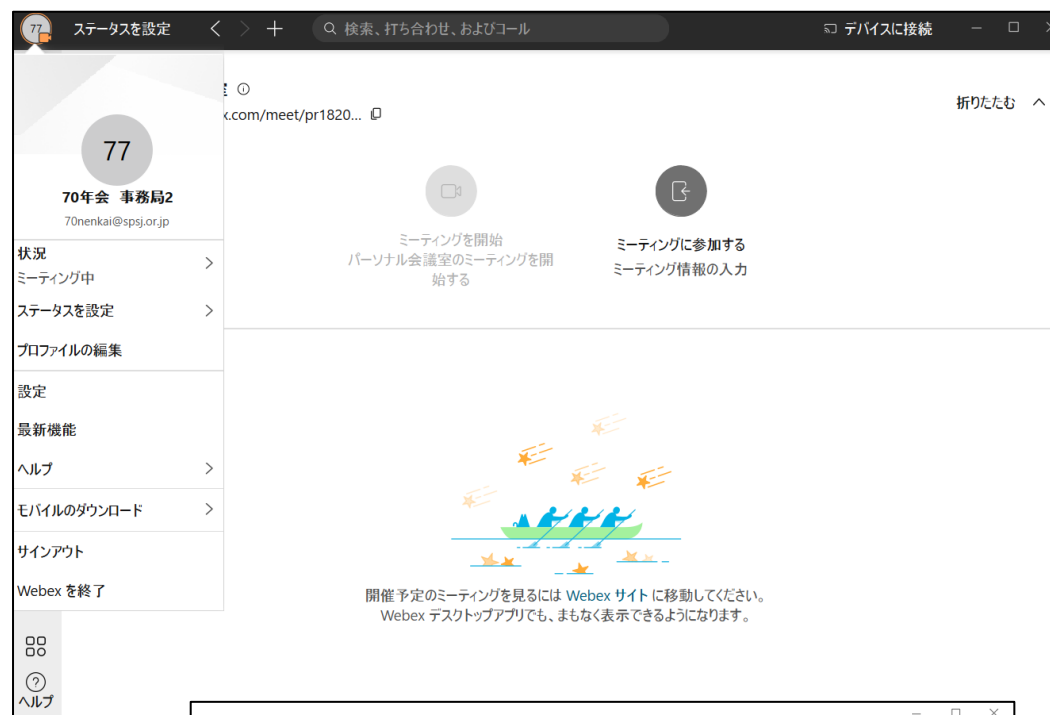 77 ステータスを設定
検索、打ち合わせ、およびコール
デバイスに接続
x.com/meet/pr1820...
折りたたむ
77
70年会 事務局2
70nenkai@spsj.or.jp
状況
ミーティング中
ステータスを設定
プロファイルの編集
設定
最新機能
ヘルプ
モバイルのダウンロード
サインアウト
Webex を終了
ヘルプ
ミーティングを開始
パーソナル会議室のミーティングを開
始する
ミーティングに参加する
ミーティング情報の入力
開催予定のミーティングを見るには Webex サイト に移動してください。
Webex デスクトップアプリでも、まもなく表示できるようになります。